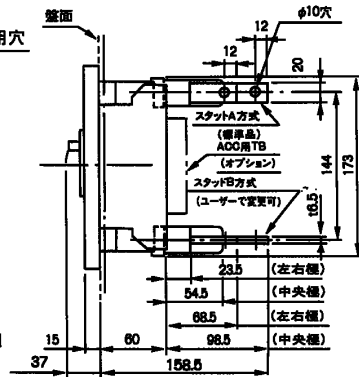 盤面
用穴
φ10穴
12
12
20
スタットA方式
(標準品)
ACC用TB
(オプション)
スタッドB方式
(ユーザーで変更可)
144
173
t6.5
23.5
(左右極)
54.5
(中央極)
68.5
(左右極)
15
60
98.5
(中央極)
37
158.5